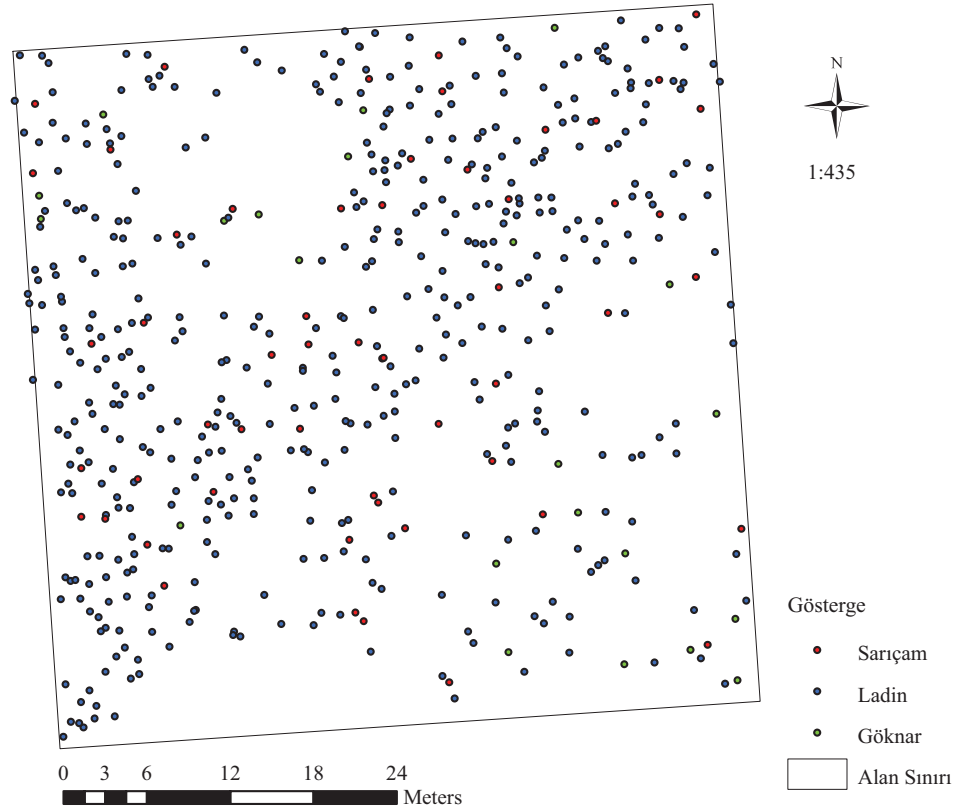 N
1:435
Gösterge
Sarıçam
Ladin
Göknar
Alan Sınırı
0 3 6 12 18 24
Meters